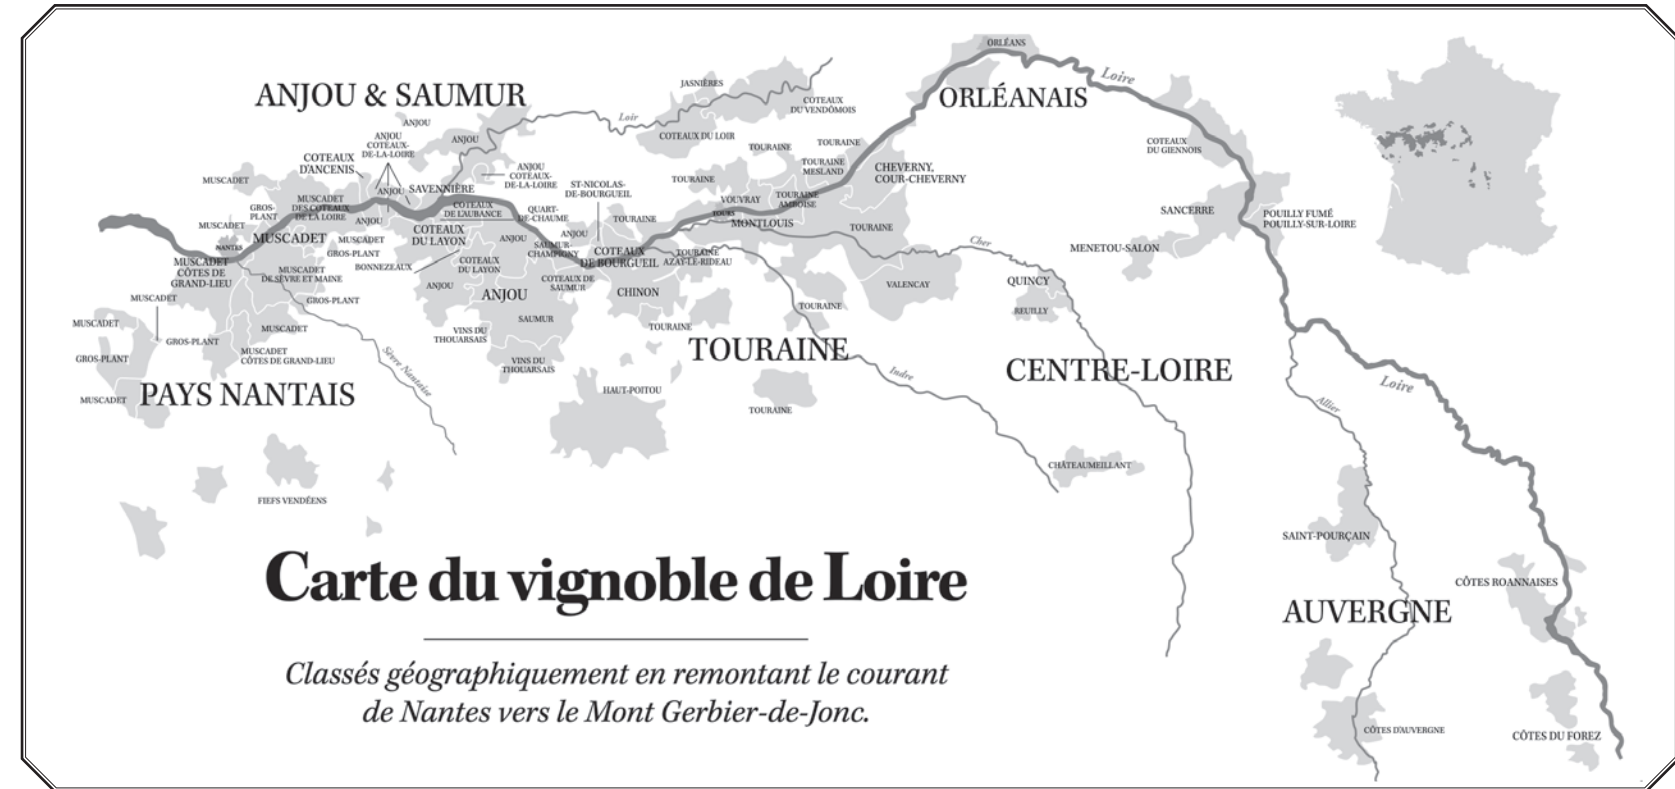 ORLÉANS
Loire
ANJOU & SAUMUR
ORLÉANAIS
JASNIÈRES
COTEAUX
DU VENDÔMOIS
Loir
ANJOU
ANJOU
COTEAUX-
DE-LA-LOIRE
ANJOU
COTEAUX DU LOIR
TOURAINE
TOURAINE
COTEAUX
DU GIENNOIS
COTEAUX
D'ANCENIS
ANJOU
COTEAUX-
DE-LA-LOIRE
TOURAINE
MESLAND
CHEVERNY,
COUR-CHEVERNY
MUSCADET
ANJOU
SAVENNIÈRE
ST-NICOLAS-
DE-BOURGUEIL
TOURAINE
MUSCADET
DES COTEAUX
DE LA LOIRE
VOUVRAY
TOURAINE
AMBOISE
GROS-
PLANT
ANJOU
COTEAUX
DE L'AUBANCE
QUART-
DE-CHAUME
TOURAINE
TOURS
MONTLOUIS
TOURAINE
SANCERRE
POUILLY FUMÉ
POUILLY-SUR-LOIRE
MUSCADET
NANTES
MUSCADET
MUSCADET
GROS-PLANT
COTEAUX
DU LAYON
ANJOU
ANJOU
SAUMUR-
CHAMPIGNY
COTEAUX
DE BOURGUEIL
TOURAINE
AZAY-LE-RIDEAU
Cher
MENETOU-SALON
MUSCADET
CÔTES DE
GRAND-LIEU
MUSCADET
DE SÈVRE ET MAINE
BONNEZEAUX
COTEAUX
DU LAYON
COTEAUX DE
SAUMUR
CHINON
VALENCAY
QUINCY
REUILLY
MUSCADET
GROS-PLANT
ANJOU
ANJOU
SAUMUR
TOURAINE
TOURAINE
MUSCADET
MUSCADET
GROS-PLANT
VINS DU
THOUARSAIS
GROS-PLANT
MUSCADET
CÔTES DE GRAND-LIEU
Sèvre Nantaise
VINS DU
THOUARSAIS
TOURAINE
CENTRE-LOIRE
Indre
Loire
Allier
MUSCADET
PAYS NANTAIS
HAUT-POITOU
TOURAINE
CHÂTEAUMEILLANT
FIEFS VENDÉENS
SAINT-POURÇAIN
CÔTES ROANNAISES
AUVERGNE
CÔTES D'AUVERGNE
CÔTES DU FOREZ
Carte du vignoble de Loire
Classés géographiquement en remontant le courant
de Nantes vers le Mont Gerbier-de-Jonc.